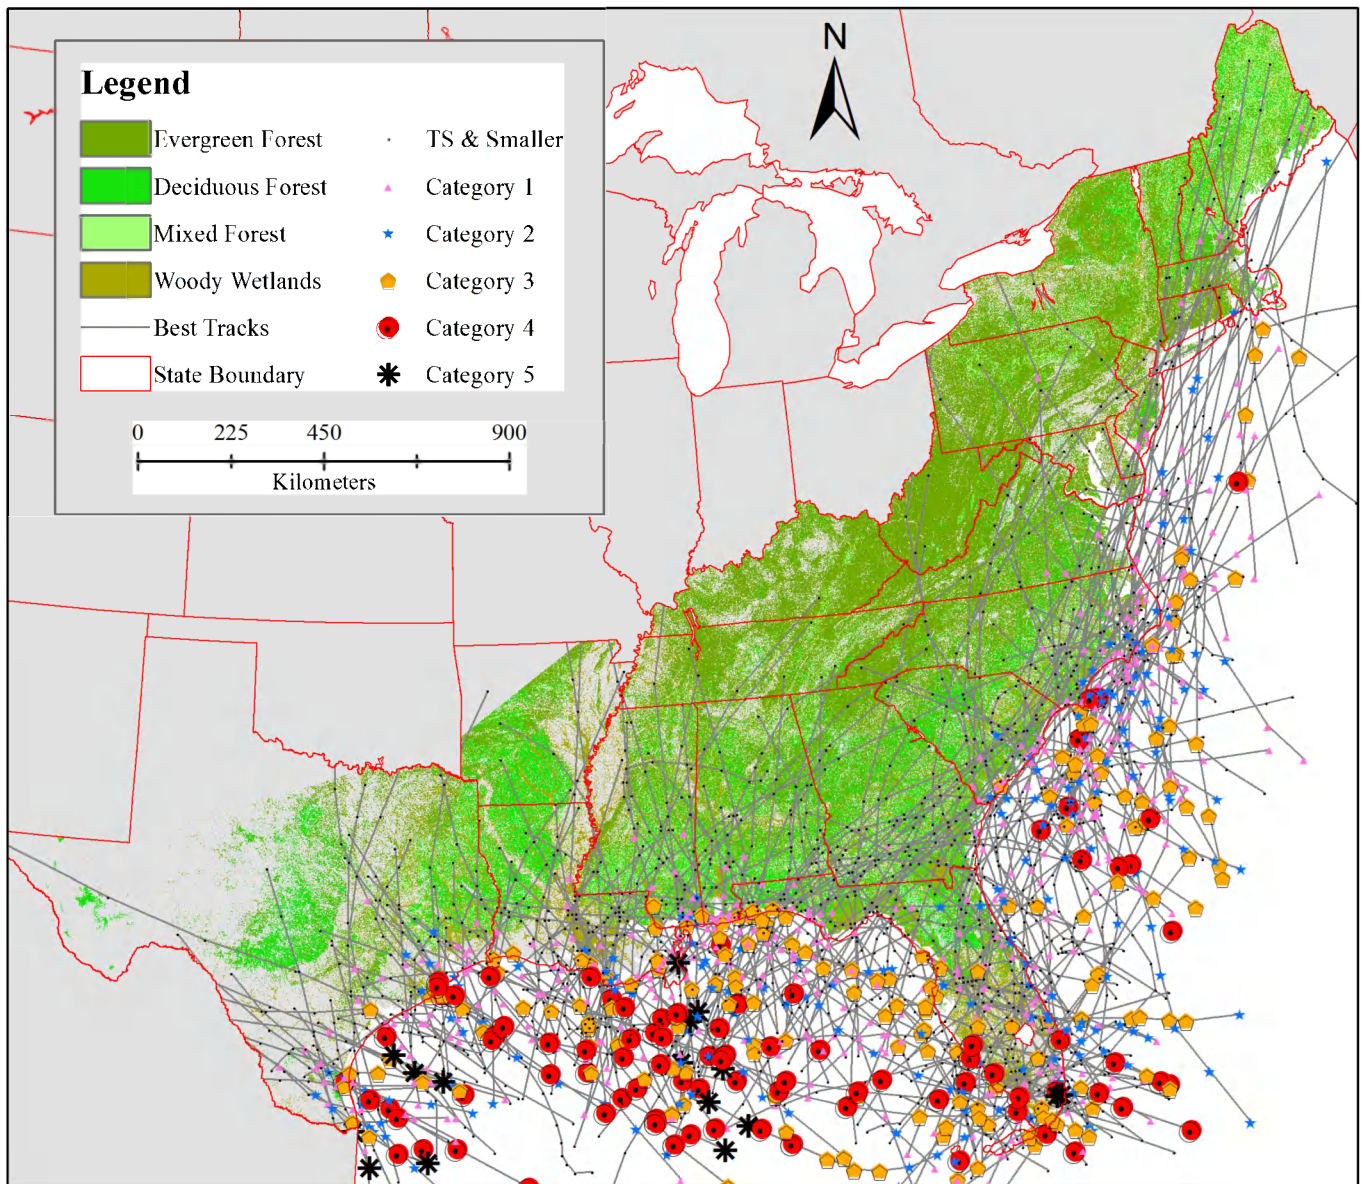 N
Legend
Evergreen Forest
TS & Smaller
Deciduous Forest
Category 1
Mixed Forest
Category 2
Woody Wetlands
Category 3
Best Tracks
Category 4
State Boundary
Category 5
0 225 450 900
Kilometers